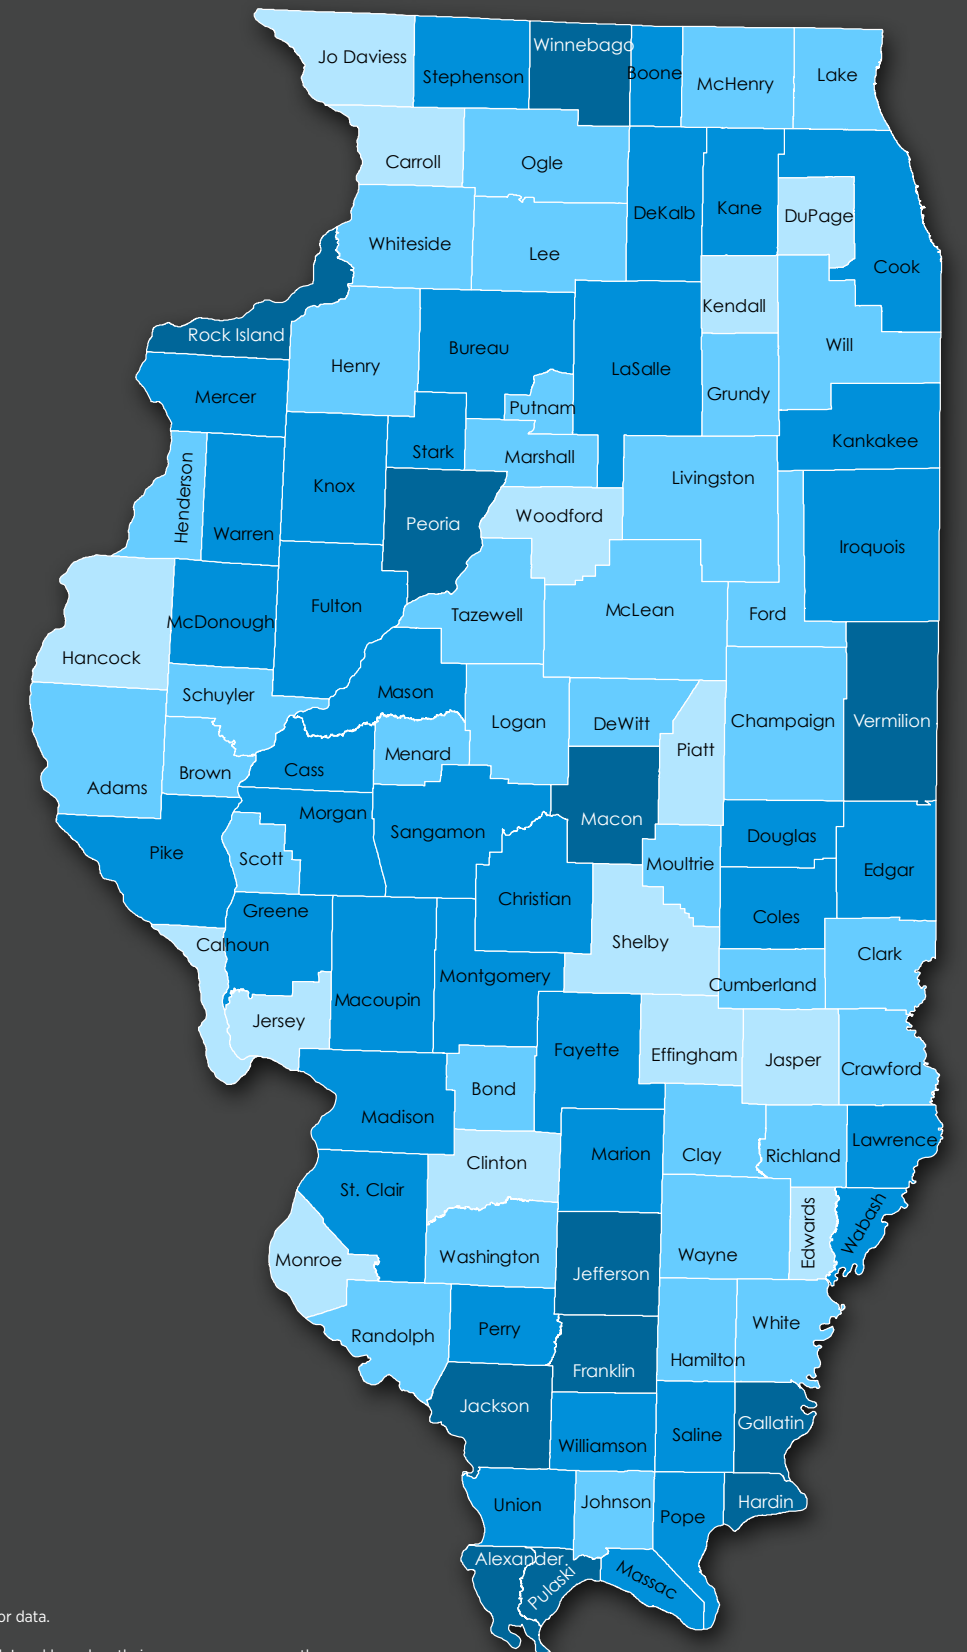 Winnebago
Jo Daviess
Stephenson
Boone
McHenry
Lake
Carroll
Ogle
DeKalb
Kane
DuPage
Whiteside
Lee
Cook
Kendall
Rock Island
Henry
Bureau
LaSalle
Will
Mercer
Putnam
Grundy
Stark
Marshall
Kankakee
Henderson
Knox
Livingston
Warren
Peoria
Woodford
Iroquois
McDonough
Fulton
Tazewell
McLean
Ford
Hancock
Schuyler
Mason
Logan
DeWitt
Champaign
Vermilion
Piatt
Menard
Brown
Cass
Adams
Morgan
Sangamon
Macon
Douglas
Pike
Scott
Moultrie
Edgar
Christian
Greene
Coles
Calhoun
Shelby
Clark
Montgomery
Cumberland
Macoupin
Jersey
Fayette
Effingham
Jasper
Crawford
Bond
Madison
Marion
Clay
Richland
Lawrence
Clinton
St. Clair
Wabash
Edwards
Monroe
Washington
Wayne
Jefferson
Randolph
Perry
White
Hamilton
Franklin
Jackson
Gallatin
Williamson
Saline
Union
Johnson
Hardin
Pope
Alexander
Pulaski
Massac
or data.